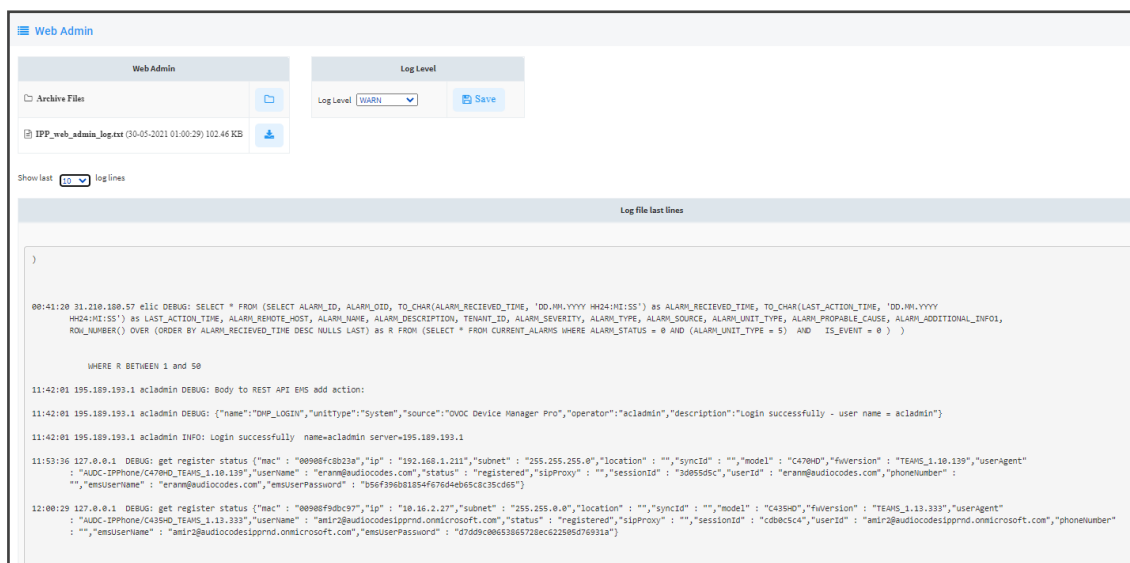 Web Admin
Web Admin
Log Level
Archive Files
Log Level WARN Save
IPP_web_admin_log.txt (30-05-2021 01:00:29) 102.46 KB
Show last 10 log lines
Log file last lines
}
00:41:20 31.210.180.57 elic DEBUG: SELECT * FROM (SELECT ALARM_ID, ALARM_OID, TO_CHAR(ALARM_RECIEVED_TIME, 'DD.MM.YYYY HH24:MI:SS') as ALARM_RECIEVED_TIME, TO_CHAR(LAST_ACTION_TIME, 'DD.MM.YYYY
HH24:MI:SS') as LAST_ACTION_TIME, ALARM_REMOTE_HOST, ALARM_NAME, ALARM_DESCRIPTION, TENANT_ID, ALARM_SEVERITY, ALARM_TYPE, ALARM_SOURCE, ALARM_UNIT_TYPE, ALARM_PROPABLE_CAUSE, ALARM_ADDITIONAL_INFO1,
ROW_NUMBER() OVER (ORDER BY ALARM_RECIEVED_TIME DESC NULLS LAST) as R FROM (SELECT * FROM CURRENT_ALARMS WHERE ALARM_STATUS = 0 AND (ALARM_UNIT_TYPE = 5) AND IS_EVENT = 0 ) )
WHERE R BETWEEN 1 and 50
11:42:01 195.189.193.1 acladmin DEBUG: Body to REST API EMS add action:
11:42:01 195.189.193.1 acladmin DEBUG: {"name":"DMP_LOGIN","unitType":"System","source":"OVOC Device Manager Pro","operator":"acladmin","description":"Login successfully - user name = acladmin"}
11:42:01 195.189.193.1 acladmin INFO: Login successfully name=acladmin server=195.189.193.1
11:53:36 127.0.0.1 DEBUG: get register status {"mac" : "00908fc8b23a","ip" : "192.168.1.211","subnet" : "255.255.255.0","location" : "","syncId" : "","model" : "C470HD","fwVersion" : "TEAMS_1.10.139","userAgent"
: "AUDC-IPPhone/C470HD_TEAMS_1.10.139","userName" : "eranm@audiocodes.com","status" : "registered","sipProxy" : "","sessionId" : "3d055d5c","userId" : "eranm@audiocodes.com","phoneNumber" :
"","emsUserName" : "eranm@audiocodes.com","emsUserPassword" : "b56f396b81854f676d4eb65c8c35cd65"}
12:00:29 127.0.0.1 DEBUG: get register status {"mac" : "00908f9dbc97","ip" : "10.16.2.27","subnet" : "255.255.0.0","location" : "","syncId" : "","model" : "C435HD","fwVersion" : "TEAMS_1.13.333","userAgent"
: "AUDC-IPPhone/C435HD_TEAMS_1.13.333","userName" : "amir2@audiocodesipprnd.onmicrosoft.com","status" : "registered","sipProxy" : "","sessionId" : "cdb0c5c4","userId" : "amir2@audiocodesipprnd.onmicrosoft.com","phoneNumber"
: "","emsUserName" : "amir2@audiocodesipprnd.onmicrosoft.com","emsUserPassword" : "d7dd9c00653865728ec622505d76931a"}